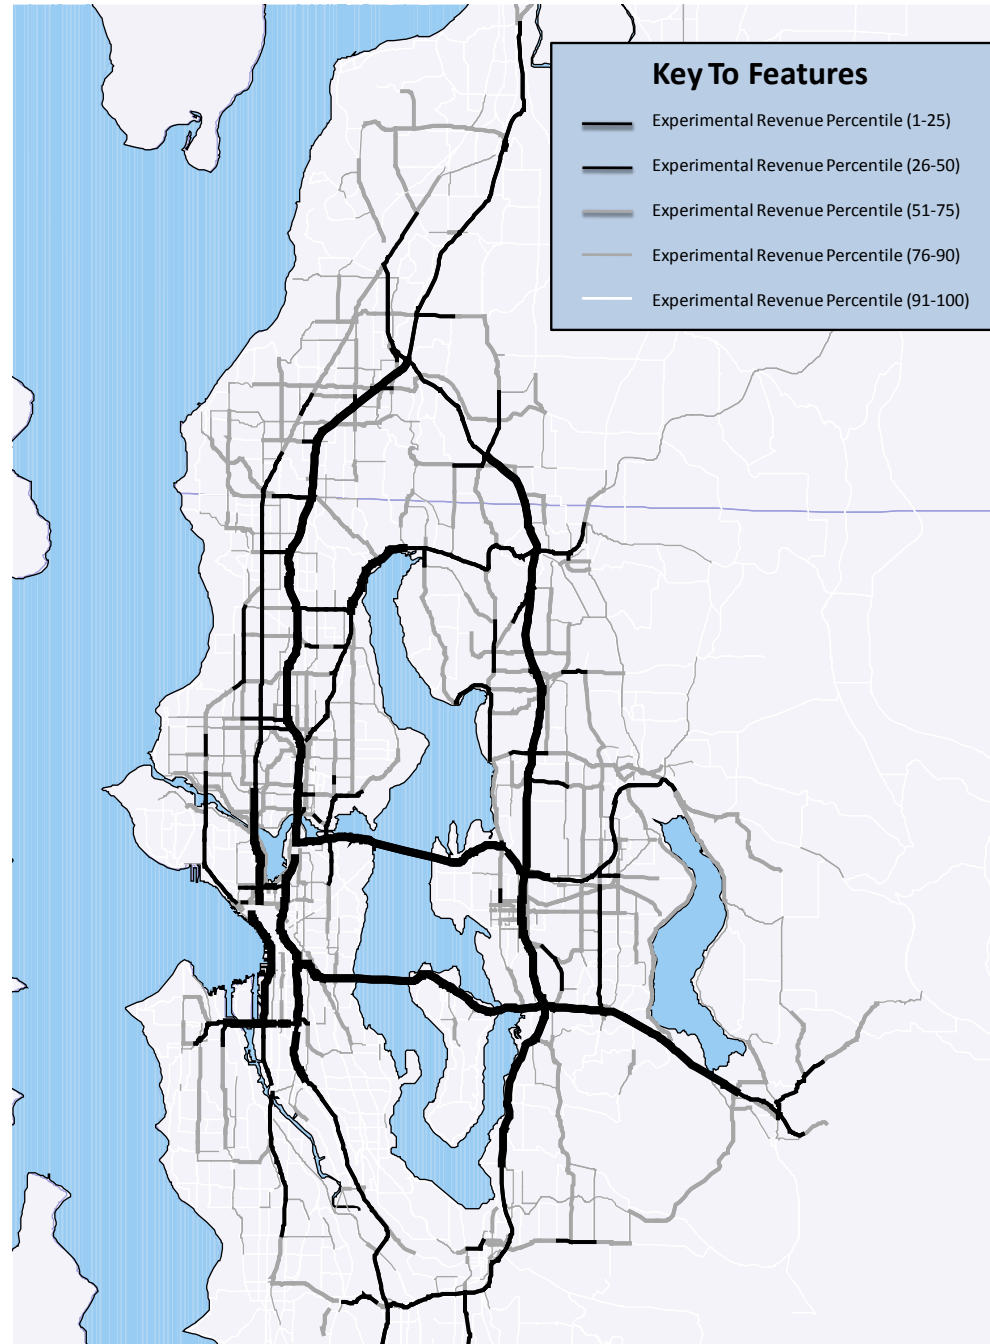 Key To Features
Experimental Revenue Percentile (1-25)
Experimental Revenue Percentile (26-50)
Experimental Revenue Percentile (51-75)
Experimental Revenue Percentile (76-90)
Experimental Revenue Percentile (91-100)